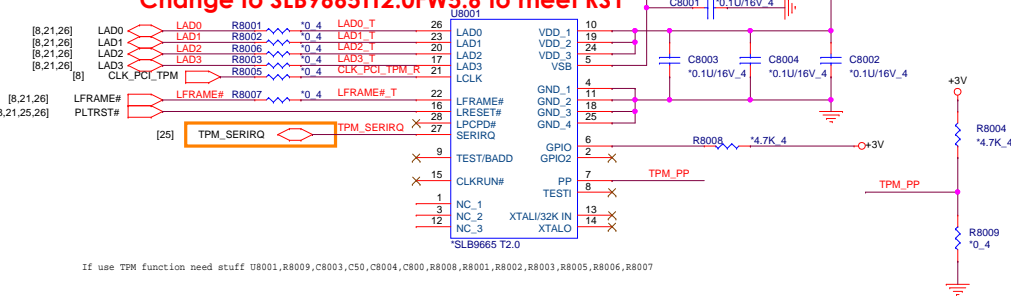 Change to SLB9665TT2.0FW5.6 to meet RST
U8001
C8001 *0.1U/16V_4
[8,21,26] LAD0 LAD0 R8001 *0_4 LAD0_T 26 LAD0 VDD_1 10
[8,21,26] LAD1 LAD1 R8002 *0_4 LAD1_T 23 LAD1 VDD_2 19
[8,21,26] LAD2 LAD2 R8006 *0_4 LAD2_T 20 LAD2 VDD_3 24
[8,21,26] LAD3 LAD3 R8003 *0_4 LAD3_T 17 LAD3 VSB 5
[8] CLK_PCI_TPM R8005 *0_4 CLK_PCI_TPM_R 21 LCLK
C8003 *0.1U/16V_4
C8004 *0.1U/16V_4
C8002 *0.1U/16V_4
GND_1 4
[8,21,26] LFRAME# LFRAME# R8007 *0_4 LFRAME#_T 22 LFRAME# GND_2 11
8,21,25,26] PLTRST# 16 LRESET# GND_3 18
28 LPCPD# GND_4 25
[25] TPM_SERIRQ TPM_SERIRQ 27 SERIRQ
GPIO 6 R8008 *4.7K_4 +3V
9 TEST/BADD GPIO2 2
15 CLKRUN# PP 7 TPM_PP
TESTI 8
1 NC_1
3 NC_2 XTALI/32K IN 13
12 NC_3 XTALO 14
*SLB9665 T2.0
+3V
R8004
*4.7K_4
TPM_PP
R8009
*0_4
If use TPM function need stuff U8001,R8009,C8003,C50,C8004,C800,R8008,R8001,R8002,R8003,R8005,R8006,R8007